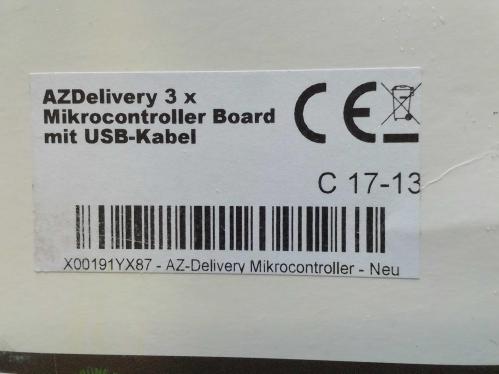 AZDelivery 3 x
Mikrocontroller Board
mit USB-Kabel
CE
C 17-13
X00191YX87 - AZ-Delivery Mikrocontroller - Neu